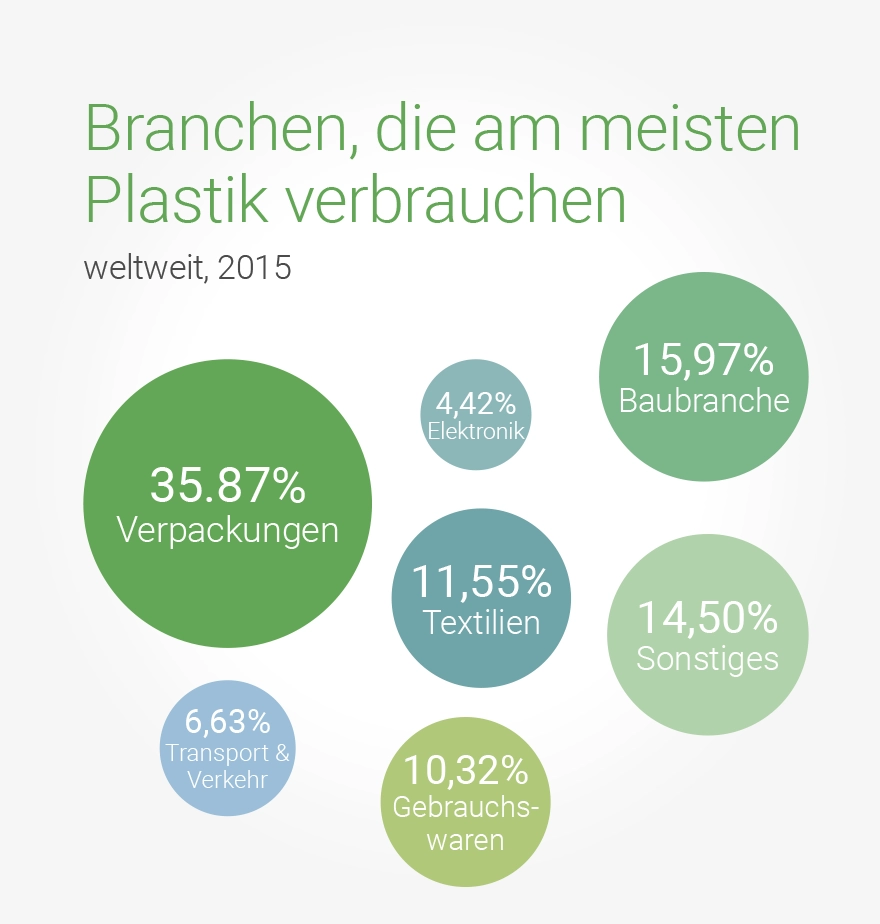 Branchen, die am meisten
Plastik verbrauchen
weltweit, 2015
15,97%
Baubranche
4,42%
Elektronik
35.87%
Verpackungen
11,55%
Textilien
14,50%
Sonstiges
6,63%
Transport &
Verkehr
10,32%
Gebrauchs-
waren